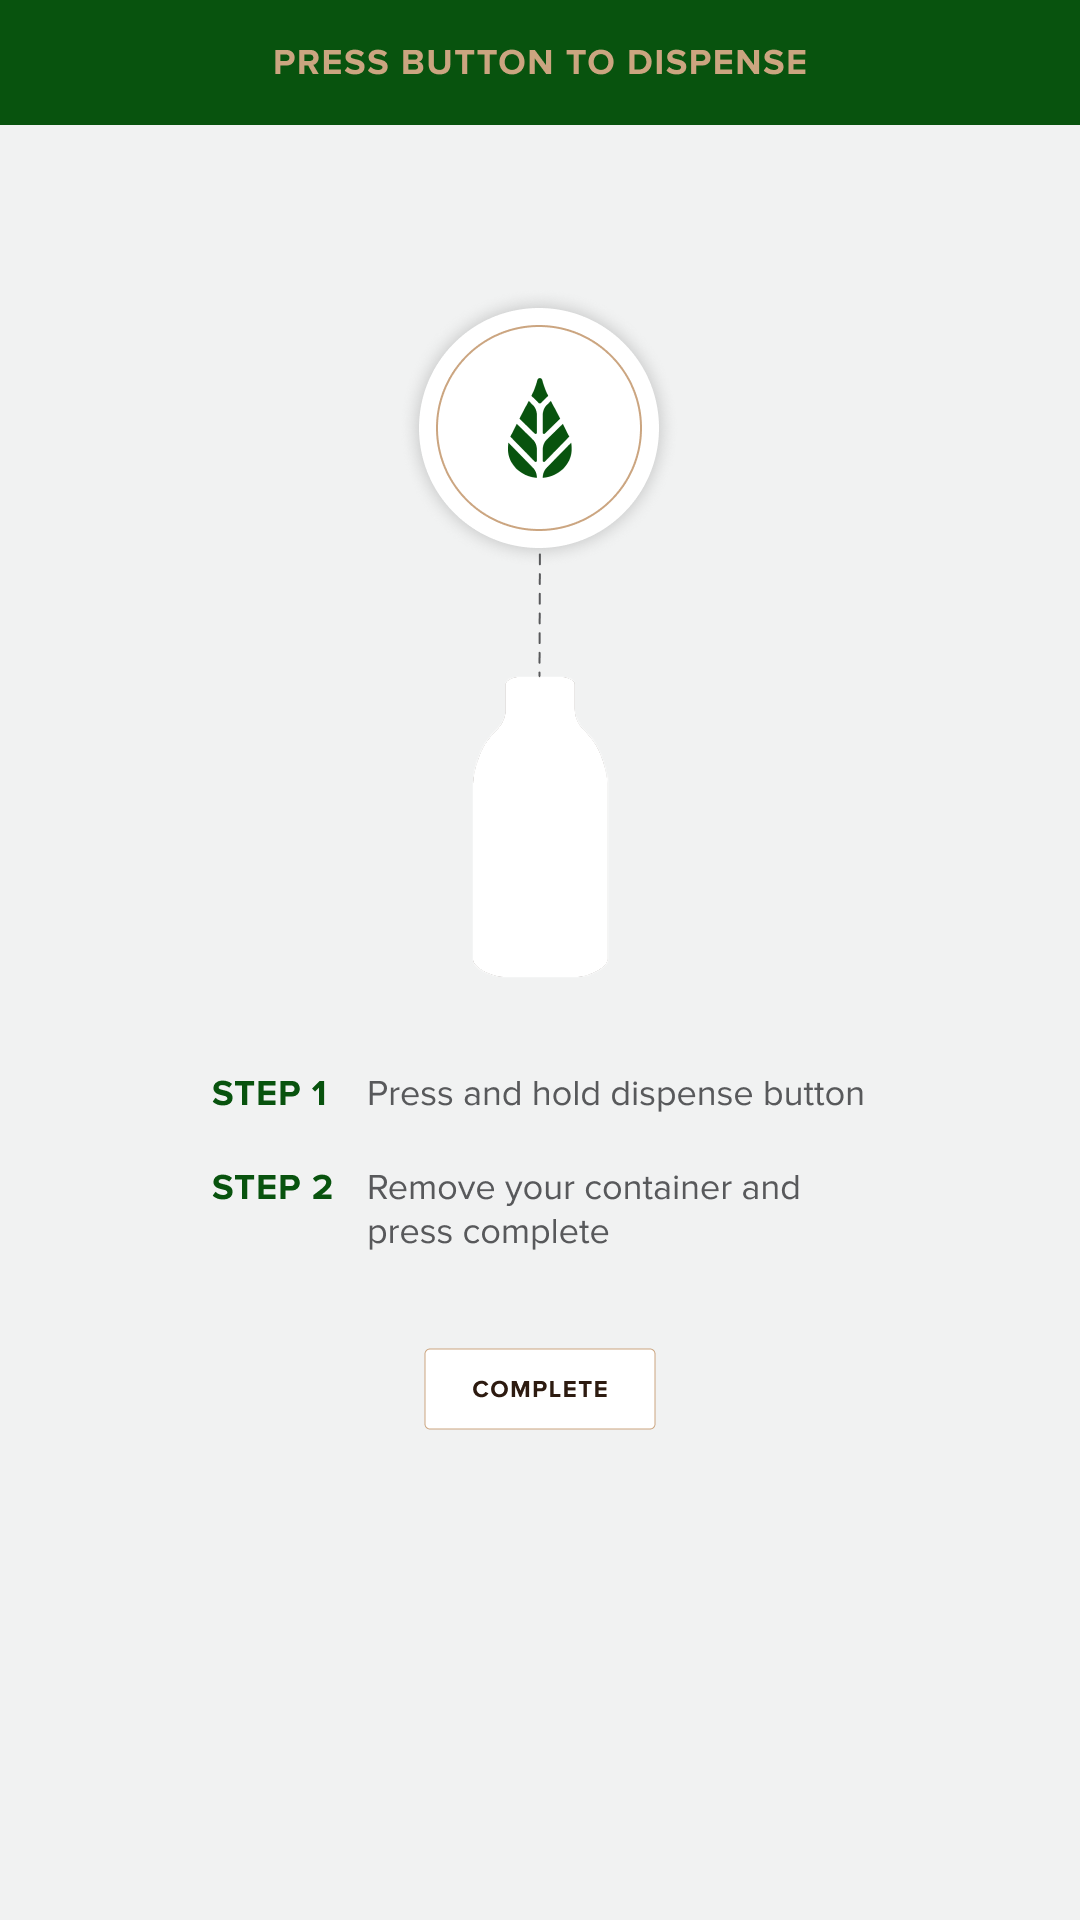 PRESS BUTTON TO DISPENSE
STEP 1 Press and hold dispense button
STEP 2 Remove your container and
press complete
COMPLETE